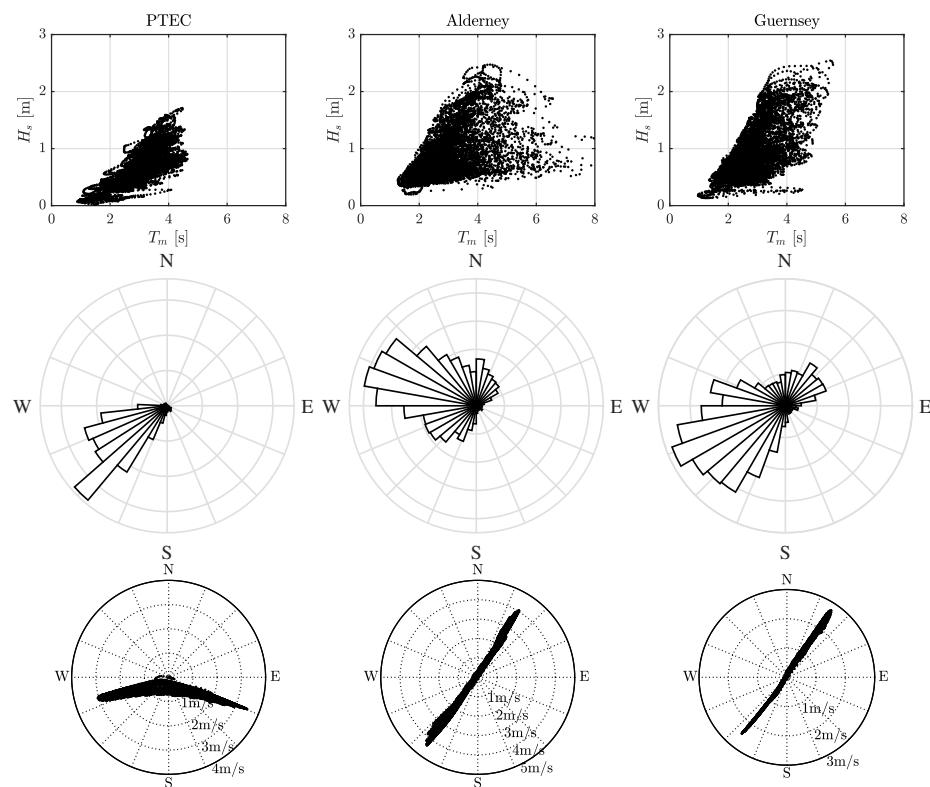 PTEC Alderney Guernsey
3 3 3
2 2 2
H_s [m] H_s [m] H_s [m]
1 1 1
0 0 0
0 2 4 6 8 0 2 4 6 8 0 2 4 6 8
T_m [s] T_m [s] T_m [s]
N N N
W E W E W E
S S S
N N N
W E W E W E
1m/s 1m/s 1m/s
2m/s 2m/s 2m/s
3m/s 3m/s 3m/s
4m/s 4m/s
5m/s
S S S